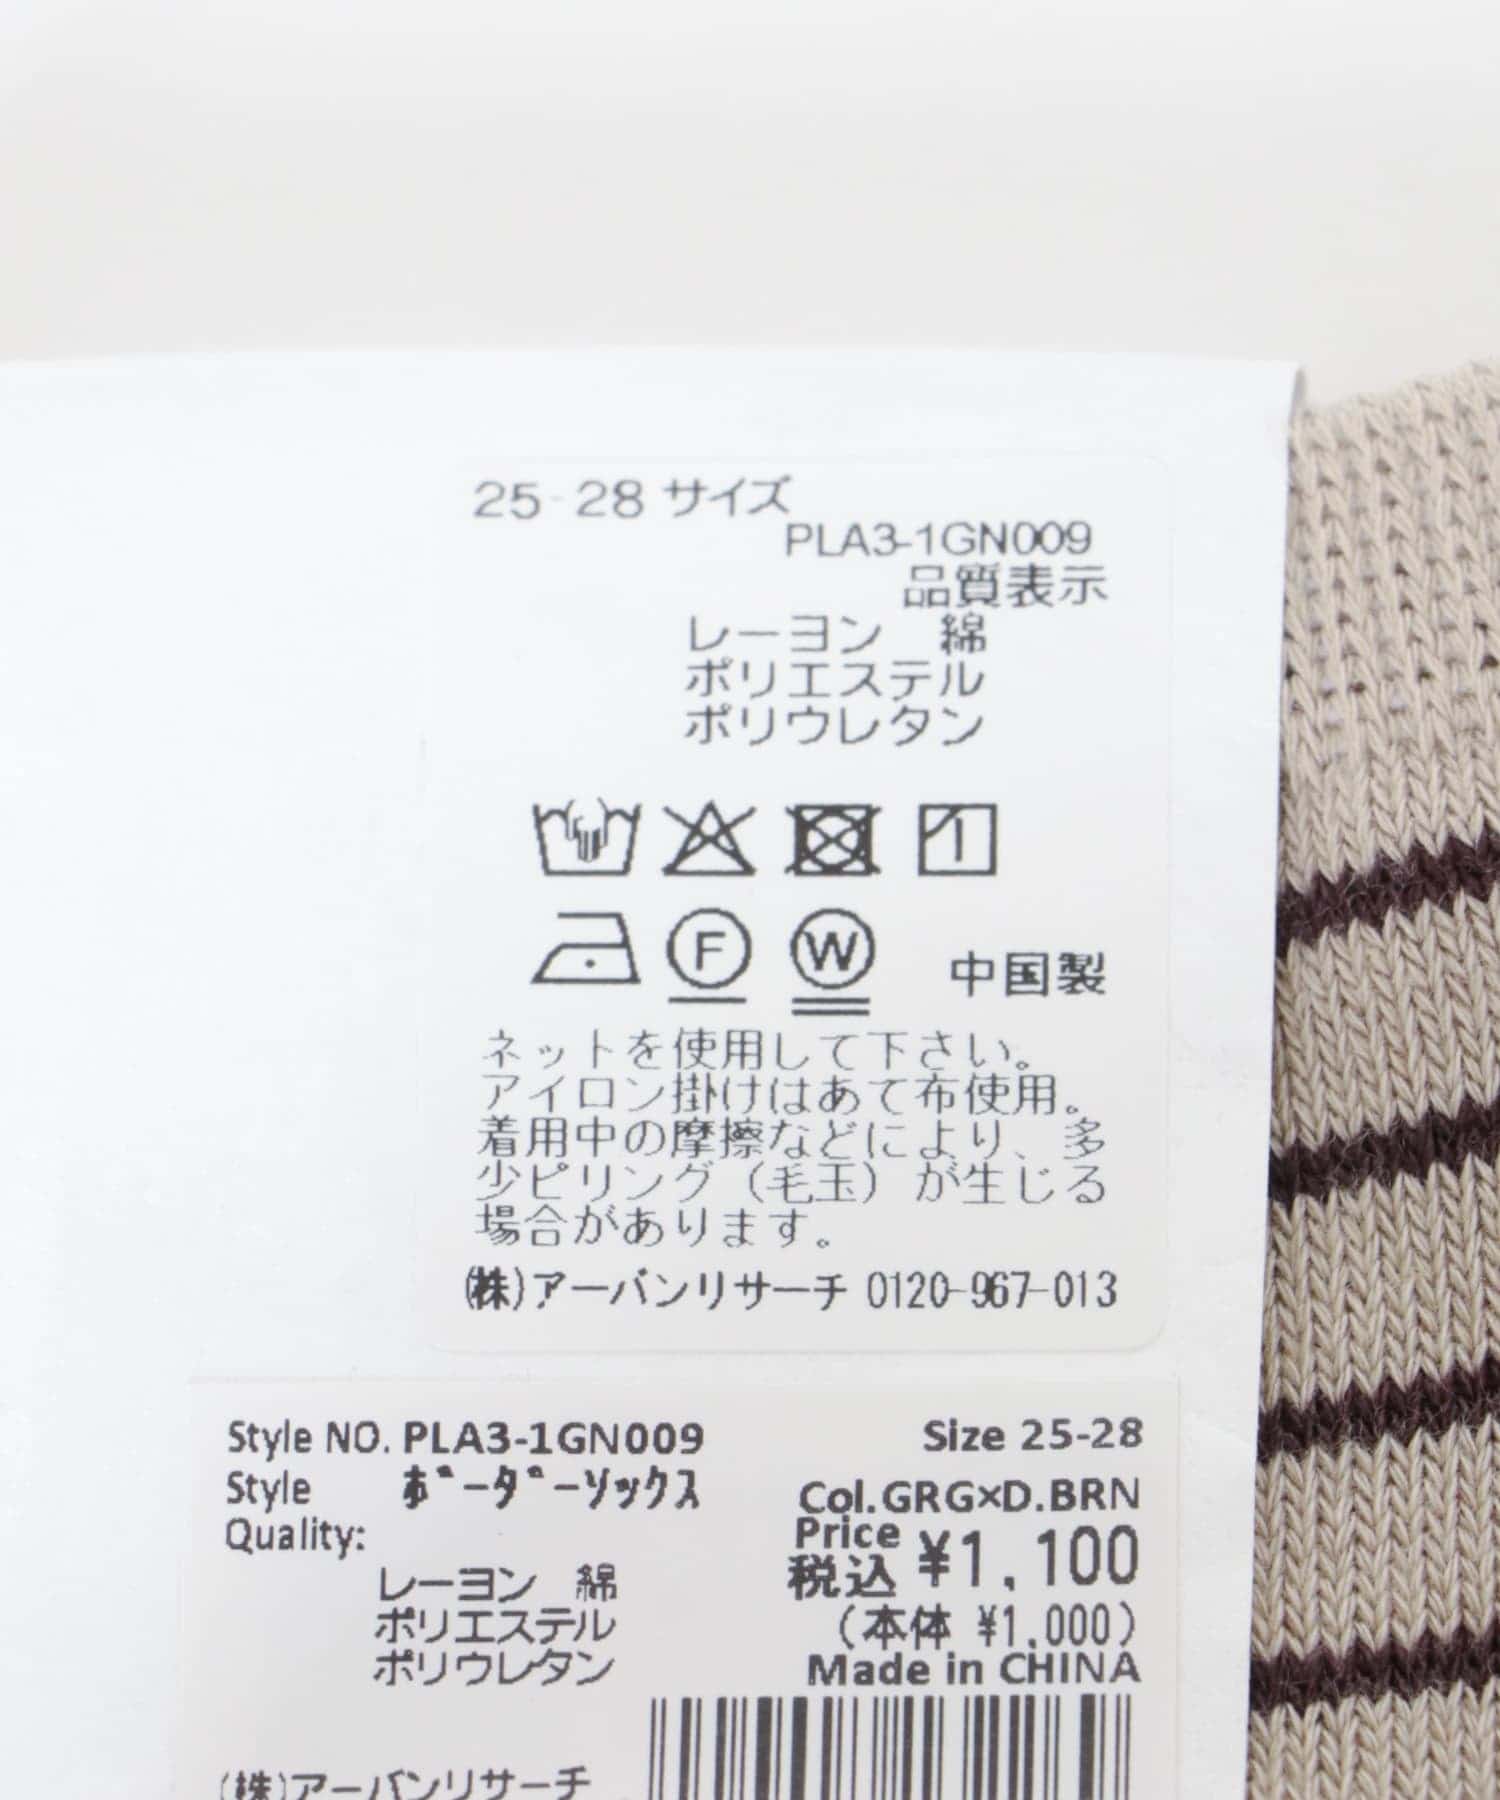 25-28 サイズ
PLA3-1GN009
品質表示
レーヨン 綿
ポリエステル
ポリウレタン
F W 中国製
ネットを使用して下さい。
アイロン掛けはあて布使用。
着用中の摩擦などにより、多
少ピリング（毛玉）が生じる
場合があります。
(株)アーバンリサーチ 0120-967-013
Style NO. PLA3-1GN009 Size 25-28
Style ボーダーソックス Col.GRG×D.BRN
Quality: Price 税込 ¥1,100
レーヨン 綿
ポリエステル (本体 ¥1,000)
ポリウレタン Made in CHINA
(株)アーバンリサーチ